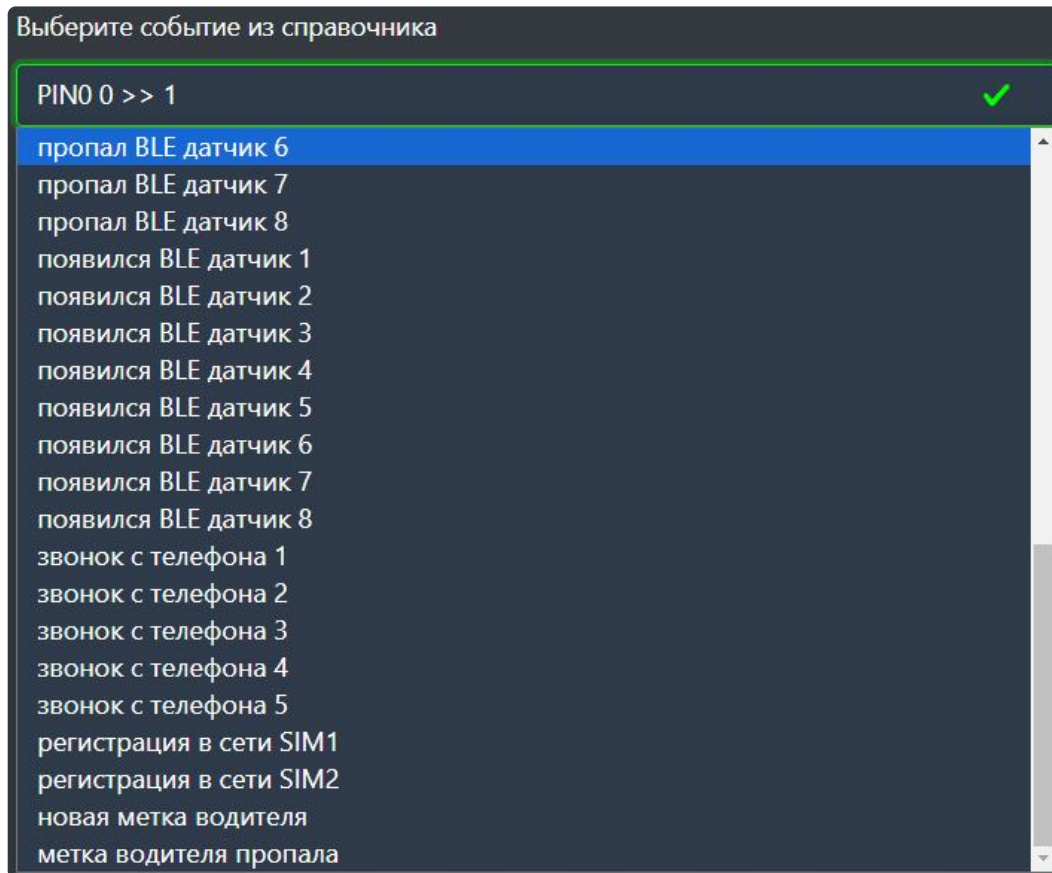 Выберите событие из справочника
PIN0 0 >> 1
пропал BLE датчик 6
пропал BLE датчик 7
пропал BLE датчик 8
появился BLE датчик 1
появился BLE датчик 2
появился BLE датчик 3
появился BLE датчик 4
появился BLE датчик 5
появился BLE датчик 6
появился BLE датчик 7
появился BLE датчик 8
звонок с телефона 1
звонок с телефона 2
звонок с телефона 3
звонок с телефона 4
звонок с телефона 5
регистрация в сети SIM1
регистрация в сети SIM2
новая метка водителя
метка водителя пропала